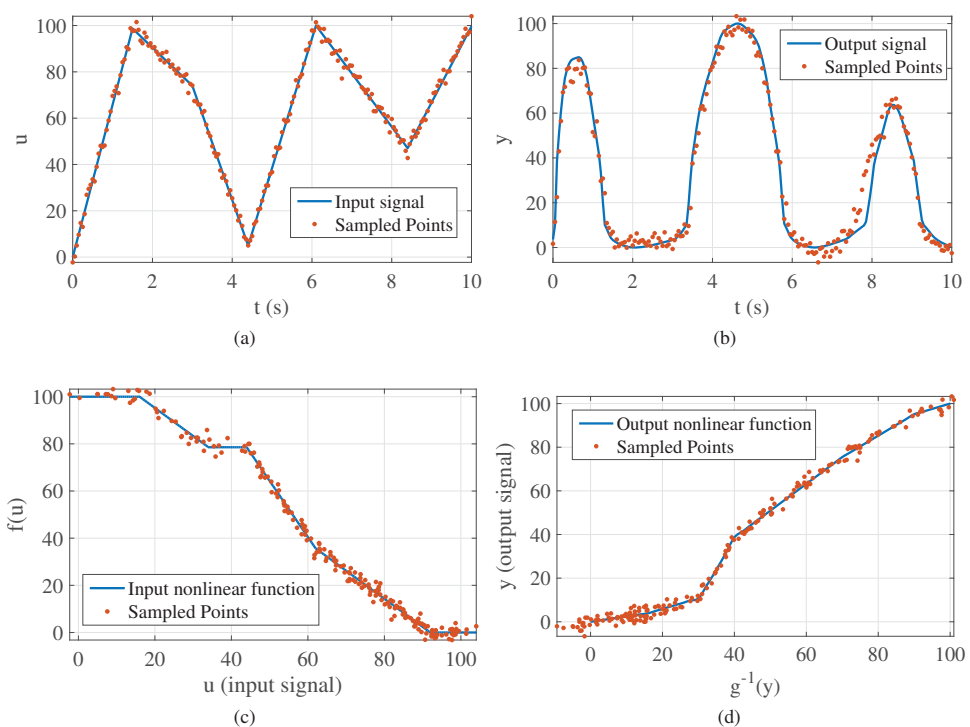 100
80
60
40
20
0
u
Input signal
Sampled Points
0 2 4 6 8 10
t (s)
(a)
100
80
60
40
20
0
y
Output signal
Sampled Points
0 2 4 6 8 10
t (s)
(b)
100
80
60
40
20
0
f(u)
Input nonlinear function
Sampled Points
0 20 40 60 80 100
u (input signal)
(c)
100
80
60
40
20
0
y (output signal)
Output nonlinear function
Sampled Points
0 20 40 60 80 100
g⁻¹(y)
(d)